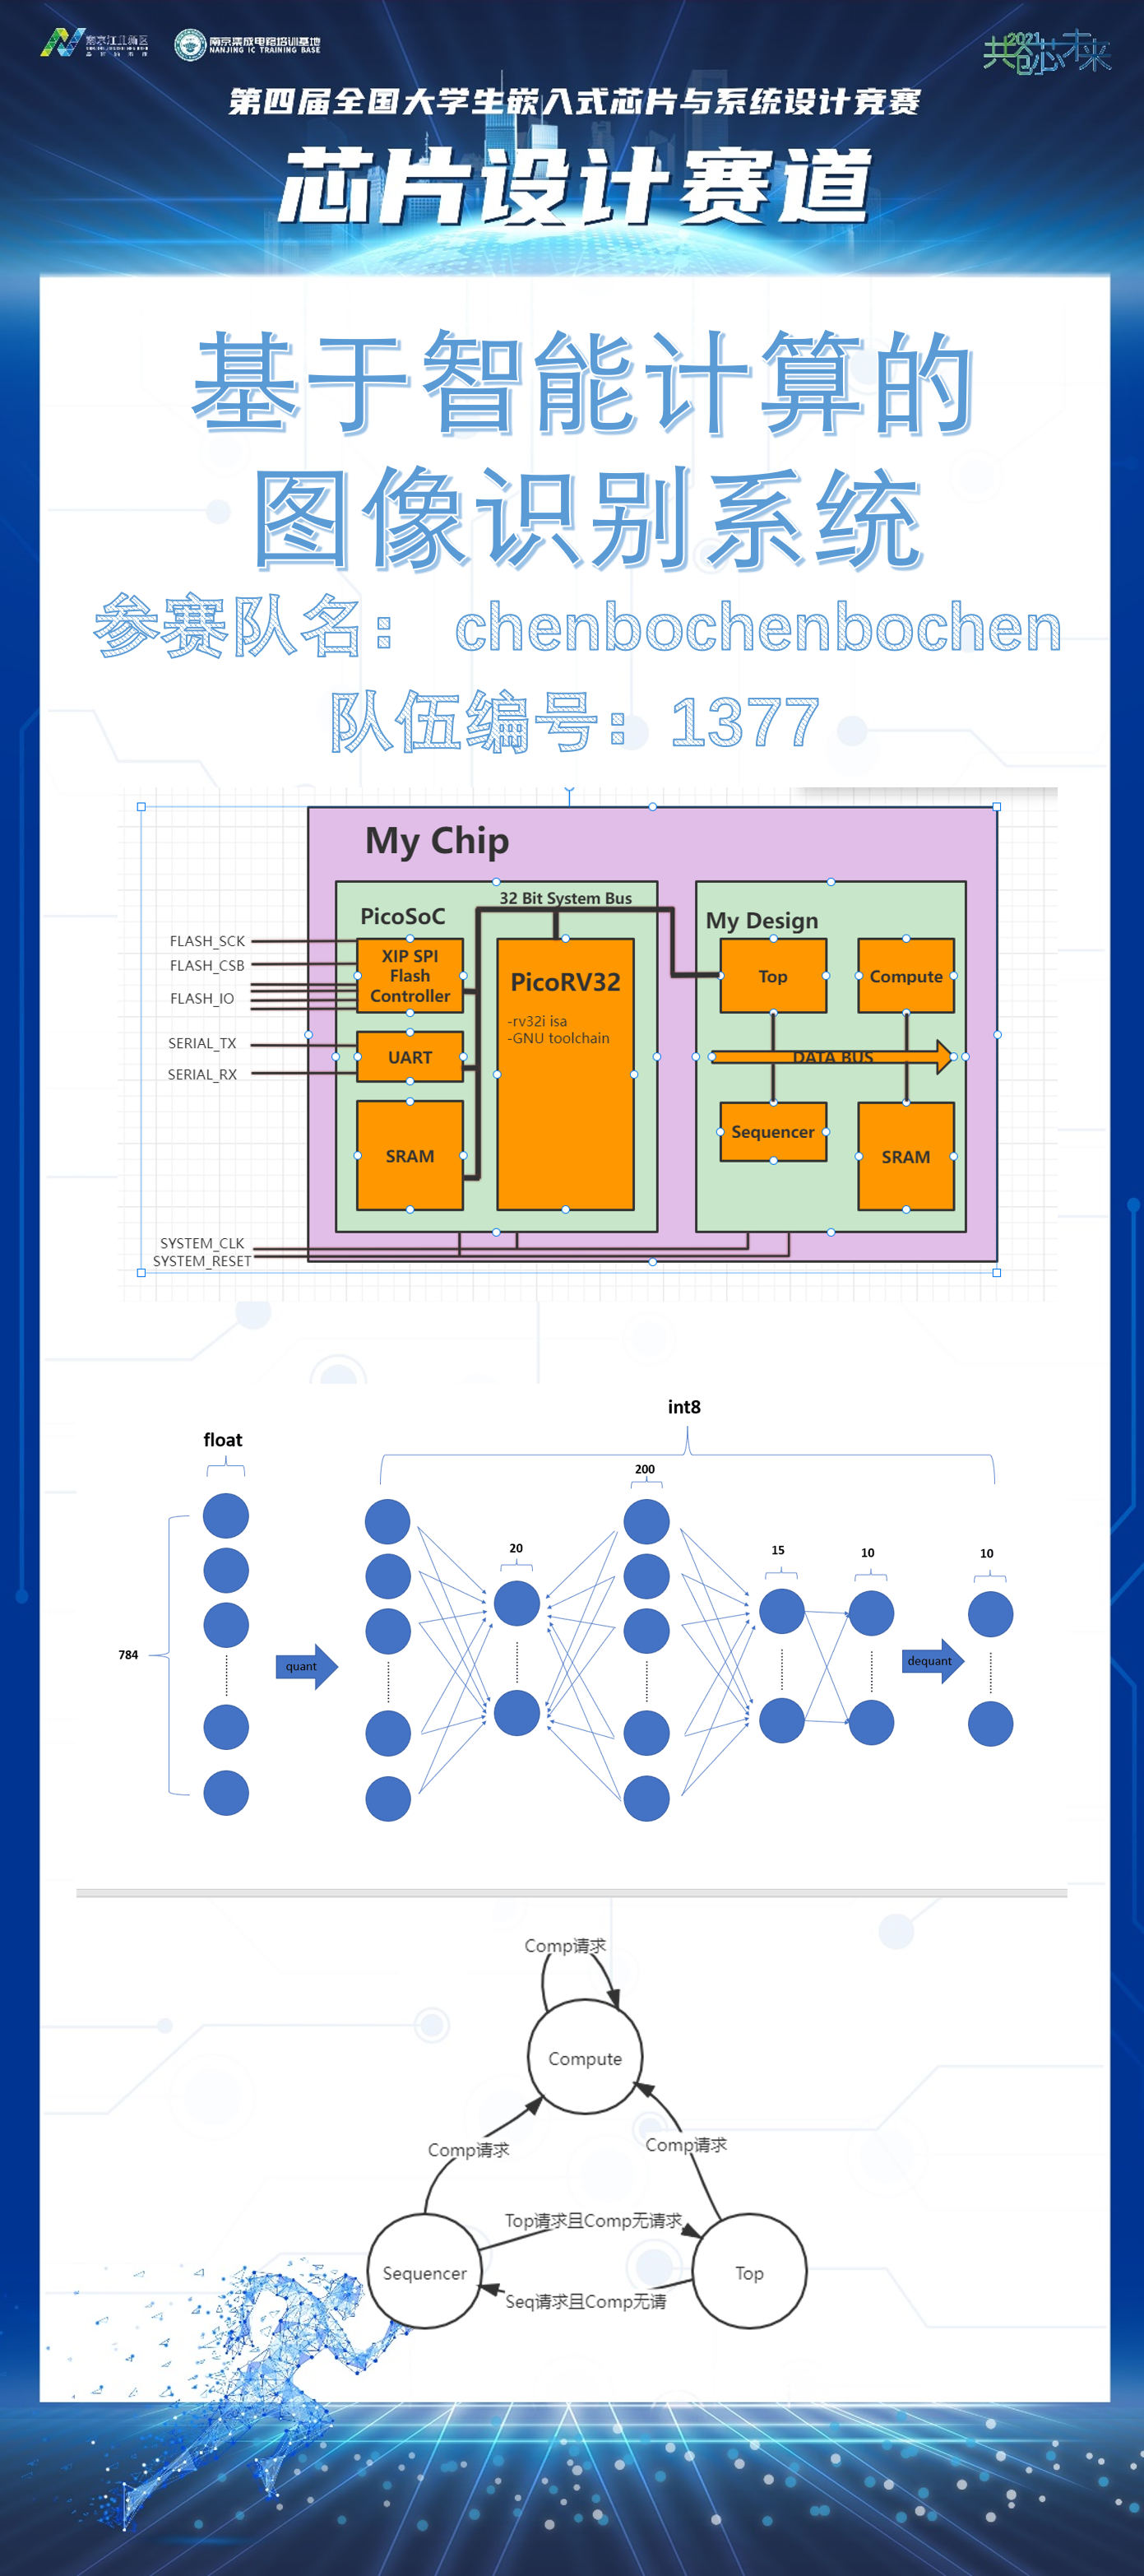 南京江北新区
南京集成电路培训基地
NANJING IC TRAINING BASE
2021
共创芯未来
第四届全国大学生嵌入式芯片与系统设计竞赛
芯片设计赛道
基于智能计算的
图像识别系统
参赛队名： chenbochenbochen
队伍编号：1377
My Chip
32 Bit System Bus
PicoSoC
My Design
FLASH_SCK
FLASH_CSB
FLASH_IO
SERIAL_TX
SERIAL_RX
XIP SPI
Flash
Controller
UART
SRAM
PicoRV32
-rv32i isa
-GNU toolchain
Top
Compute
DATA BUS
Sequencer
SRAM
SYSTEM_CLK
SYSTEM_RESET
int8
float
200
20
15
10
10
784
quant
dequant
Comp请求
Compute
Comp请求
Comp请求
Top请求且Comp无请求
Sequencer
Top
Seq请求且Comp无请